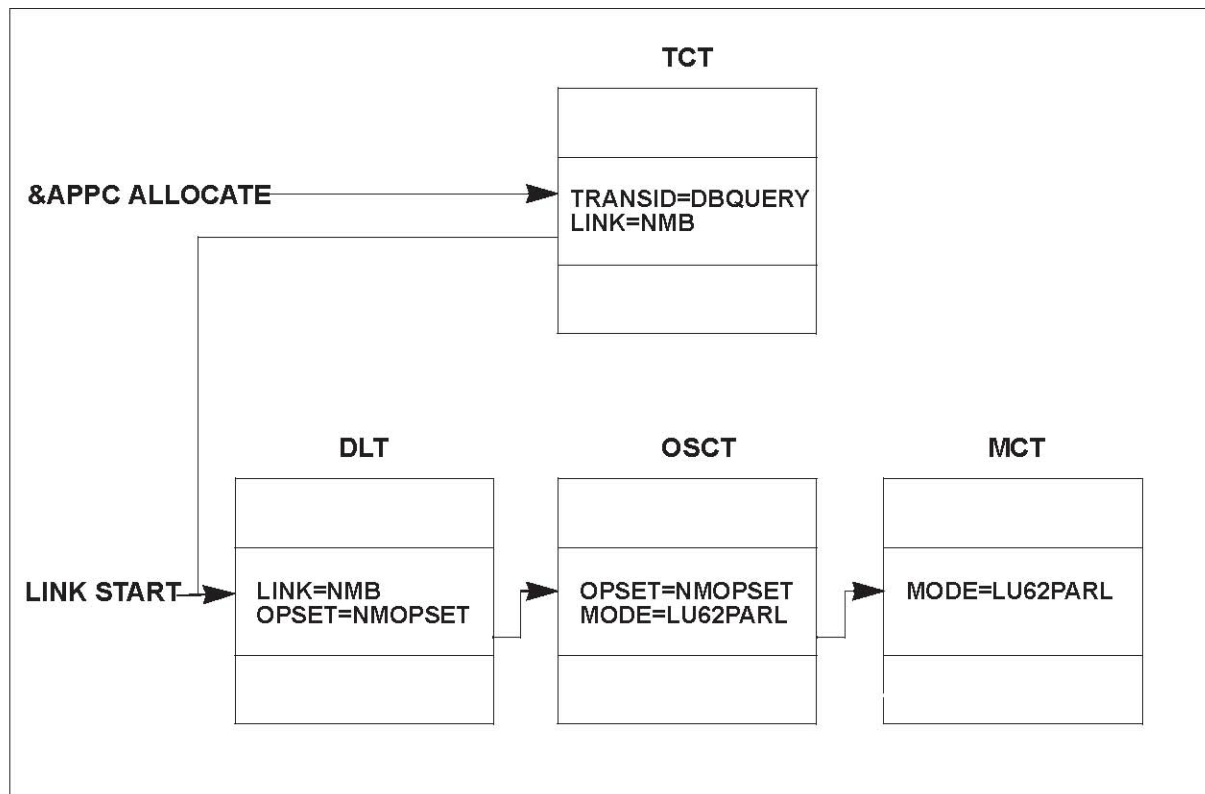 TCT
&APPC ALLOCATE
TRANSID=DBQUERY
LINK=NMB
DLT
OSCT
MCT
LINK START
LINK=NMB
OPSET=NMOPSET
OPSET=NMOPSET
MODE=LU62PARL
MODE=LU62PARL